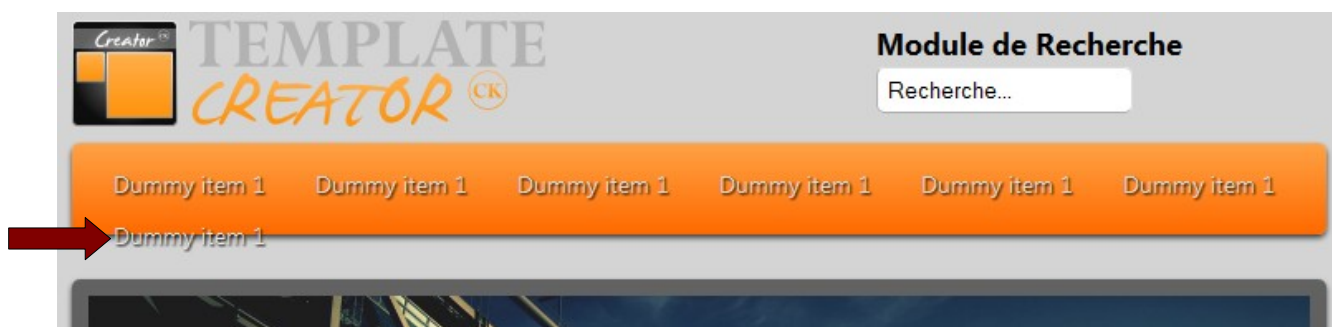 Creator CK
TEMPLATE
CREATOR CK
Module de Recherche
Recherche...
Dummy item 1 Dummy item 1 Dummy item 1 Dummy item 1 Dummy item 1 Dummy item 1
Dummy item 1